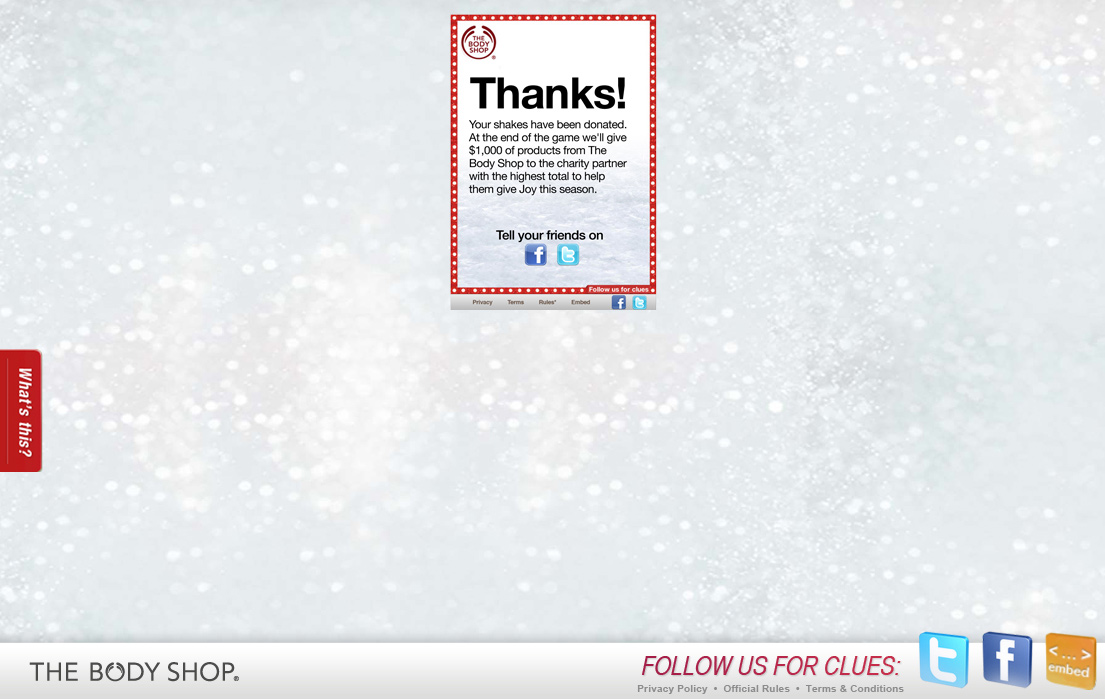 THE
BODY
SHOP
Thanks!
Your shakes have been donated.
At the end of the game we'll give
$1,000 of products from The
Body Shop to the charity partner
with the highest total to help
them give Joy this season.
Tell your friends on
Follow us for clues
Privacy Terms Rules* Embed
What's this?
THE BODY SHOP®
FOLLOW US FOR CLUES:
Privacy Policy • Official Rules • Terms & Conditions
<...>
embed